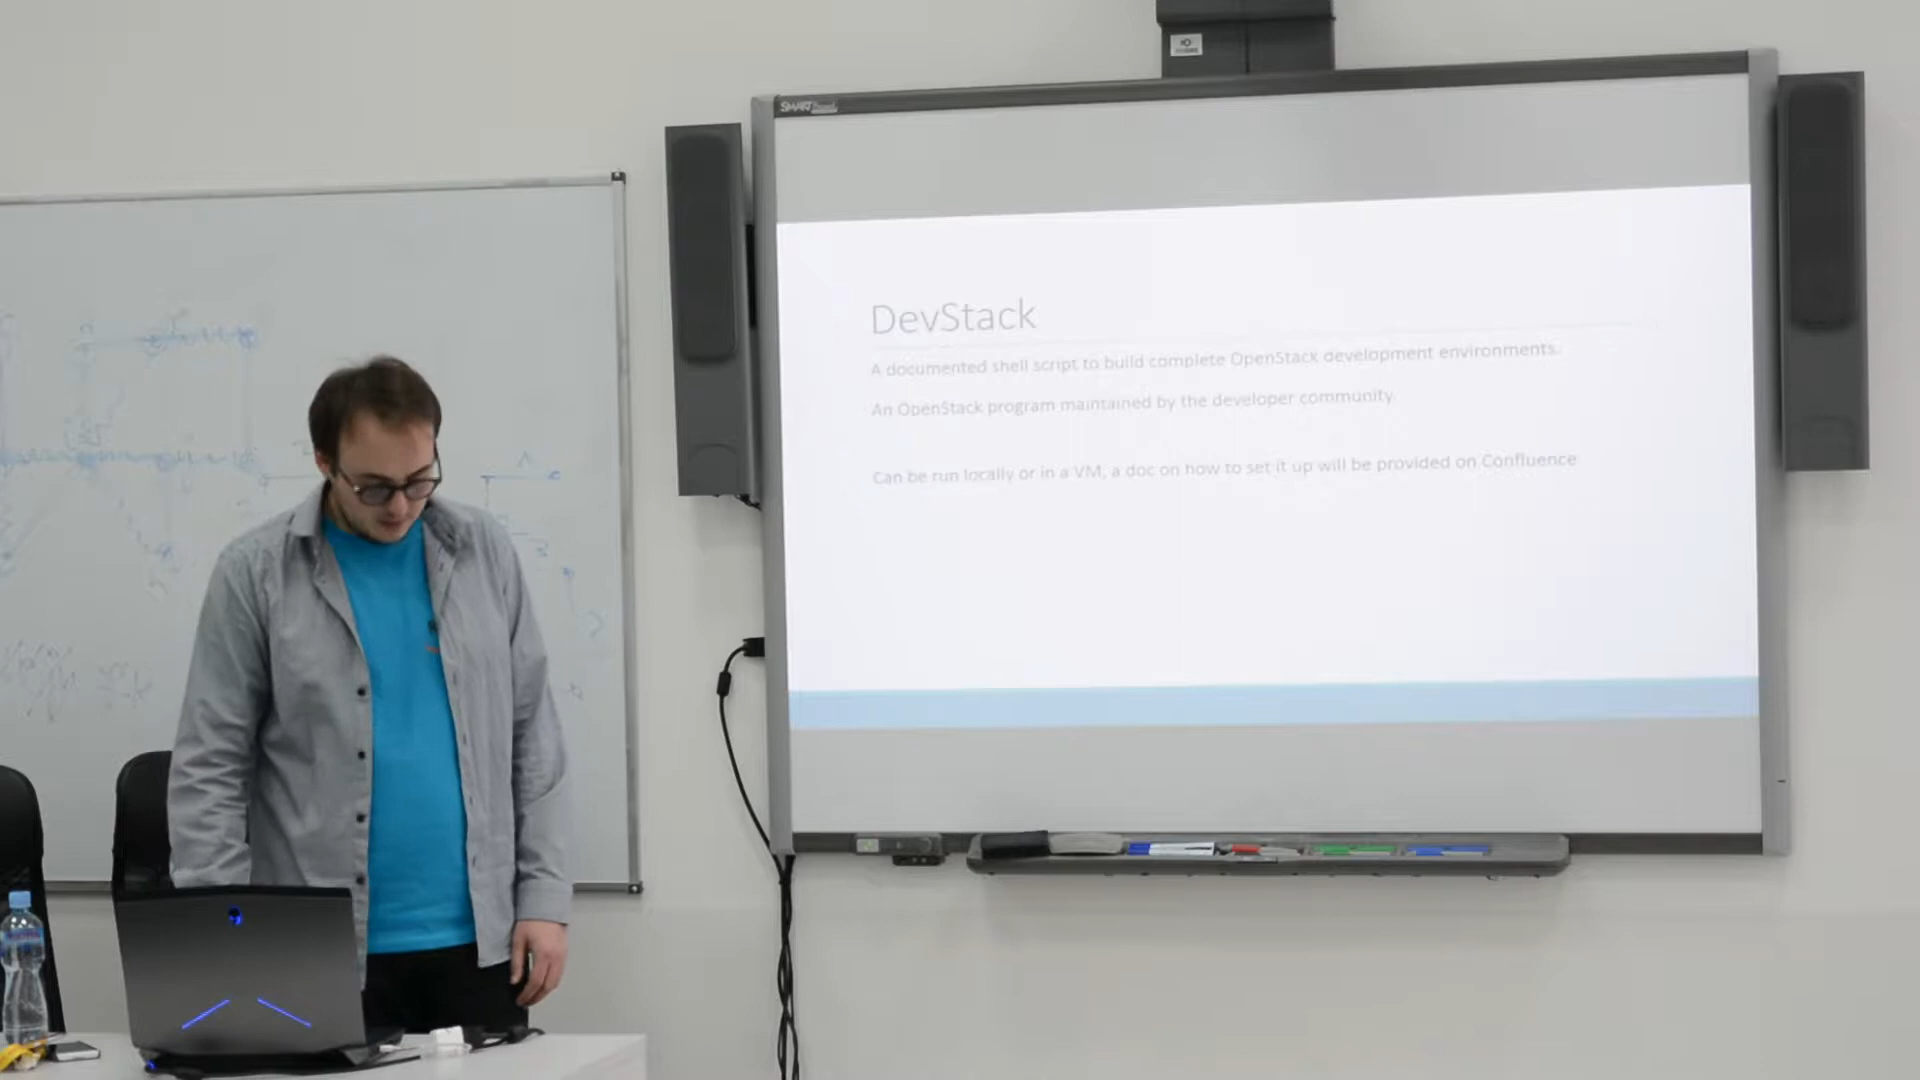 SMART Board
DevStack
A documented shell script to build complete OpenStack development environments.
An OpenStack program maintained by the developer community.
Can be run locally or in a VM, a doc on how to set it up will be provided on Confluence